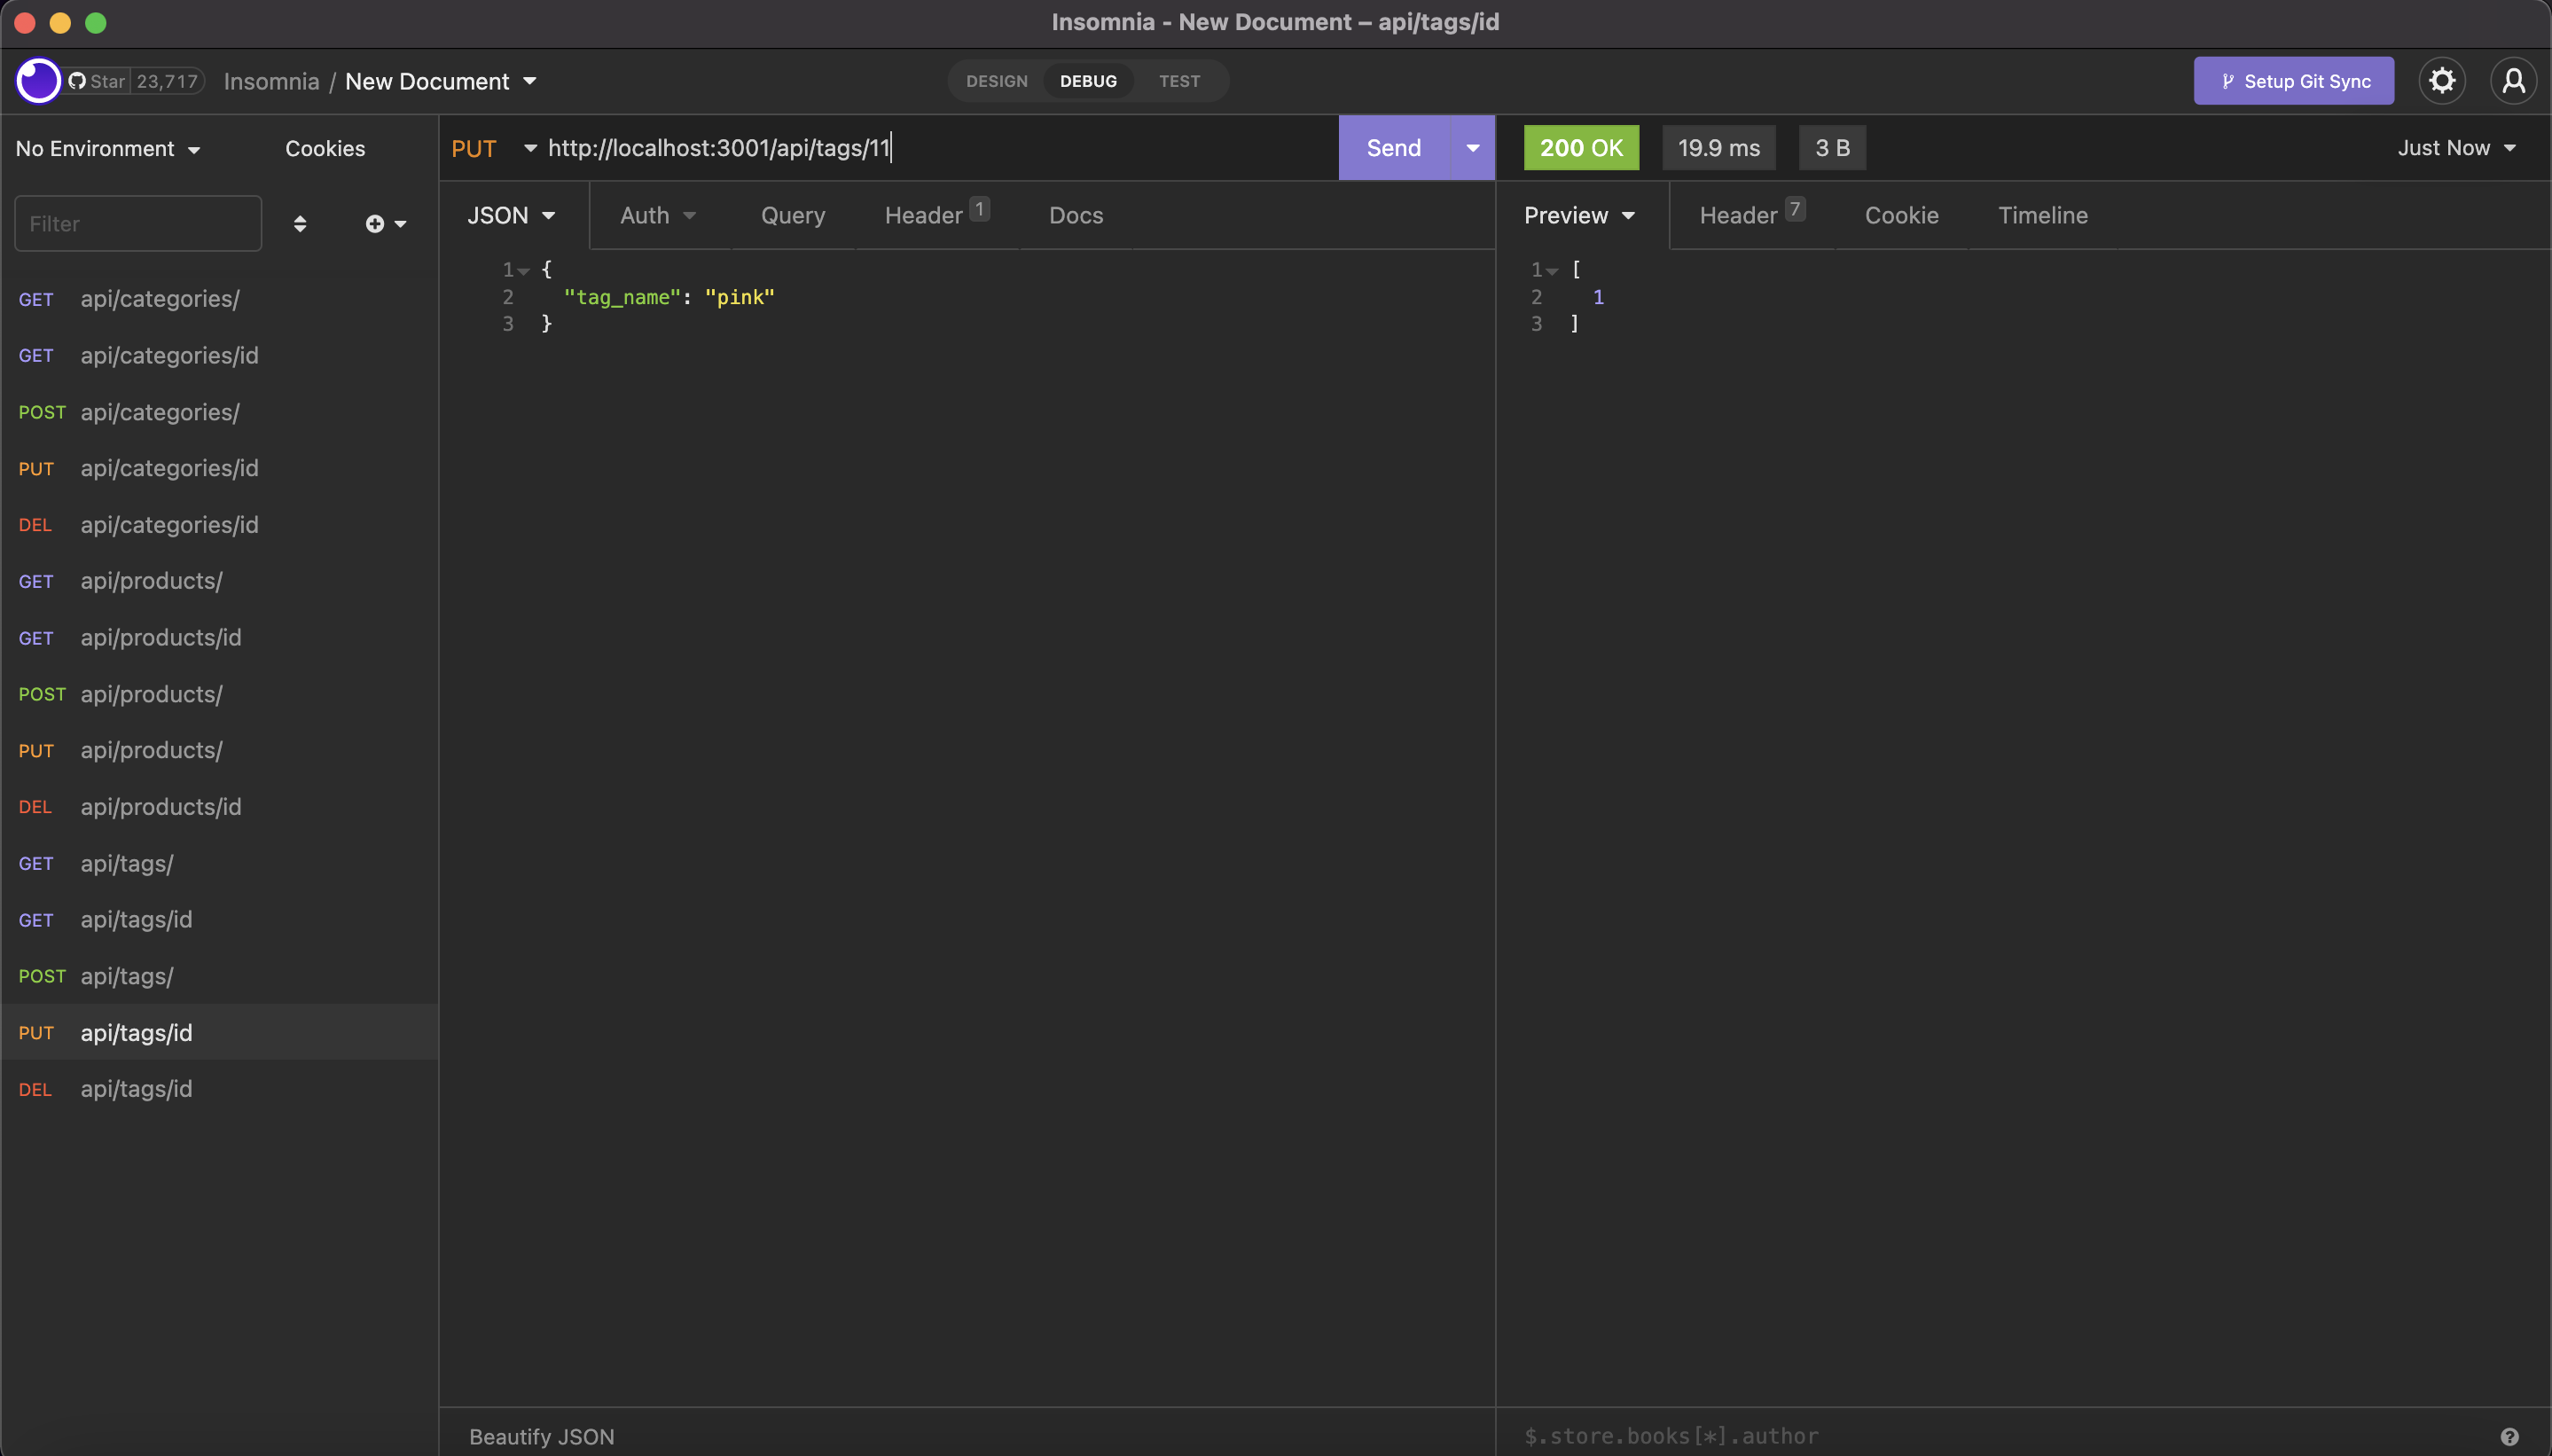 Insomnia - New Document – api/tags/id
Star 23,717
Insomnia / New Document
DESIGN DEBUG TEST
Setup Git Sync
No Environment
Cookies
Filter
GET api/categories/
GET api/categories/id
POST api/categories/
PUT api/categories/id
DEL api/categories/id
GET api/products/
GET api/products/id
POST api/products/
PUT api/products/
DEL api/products/id
GET api/tags/
GET api/tags/id
POST api/tags/
PUT api/tags/id
DEL api/tags/id
PUT http://localhost:3001/api/tags/11
Send
JSON Auth Query Header 1 Docs
1 {
2 "tag_name": "pink"
3 }
Beautify JSON
200 OK 19.9 ms 3 B Just Now
Preview Header 7 Cookie Timeline
1 [
2 1
3 ]
$.store.books[*].author
?